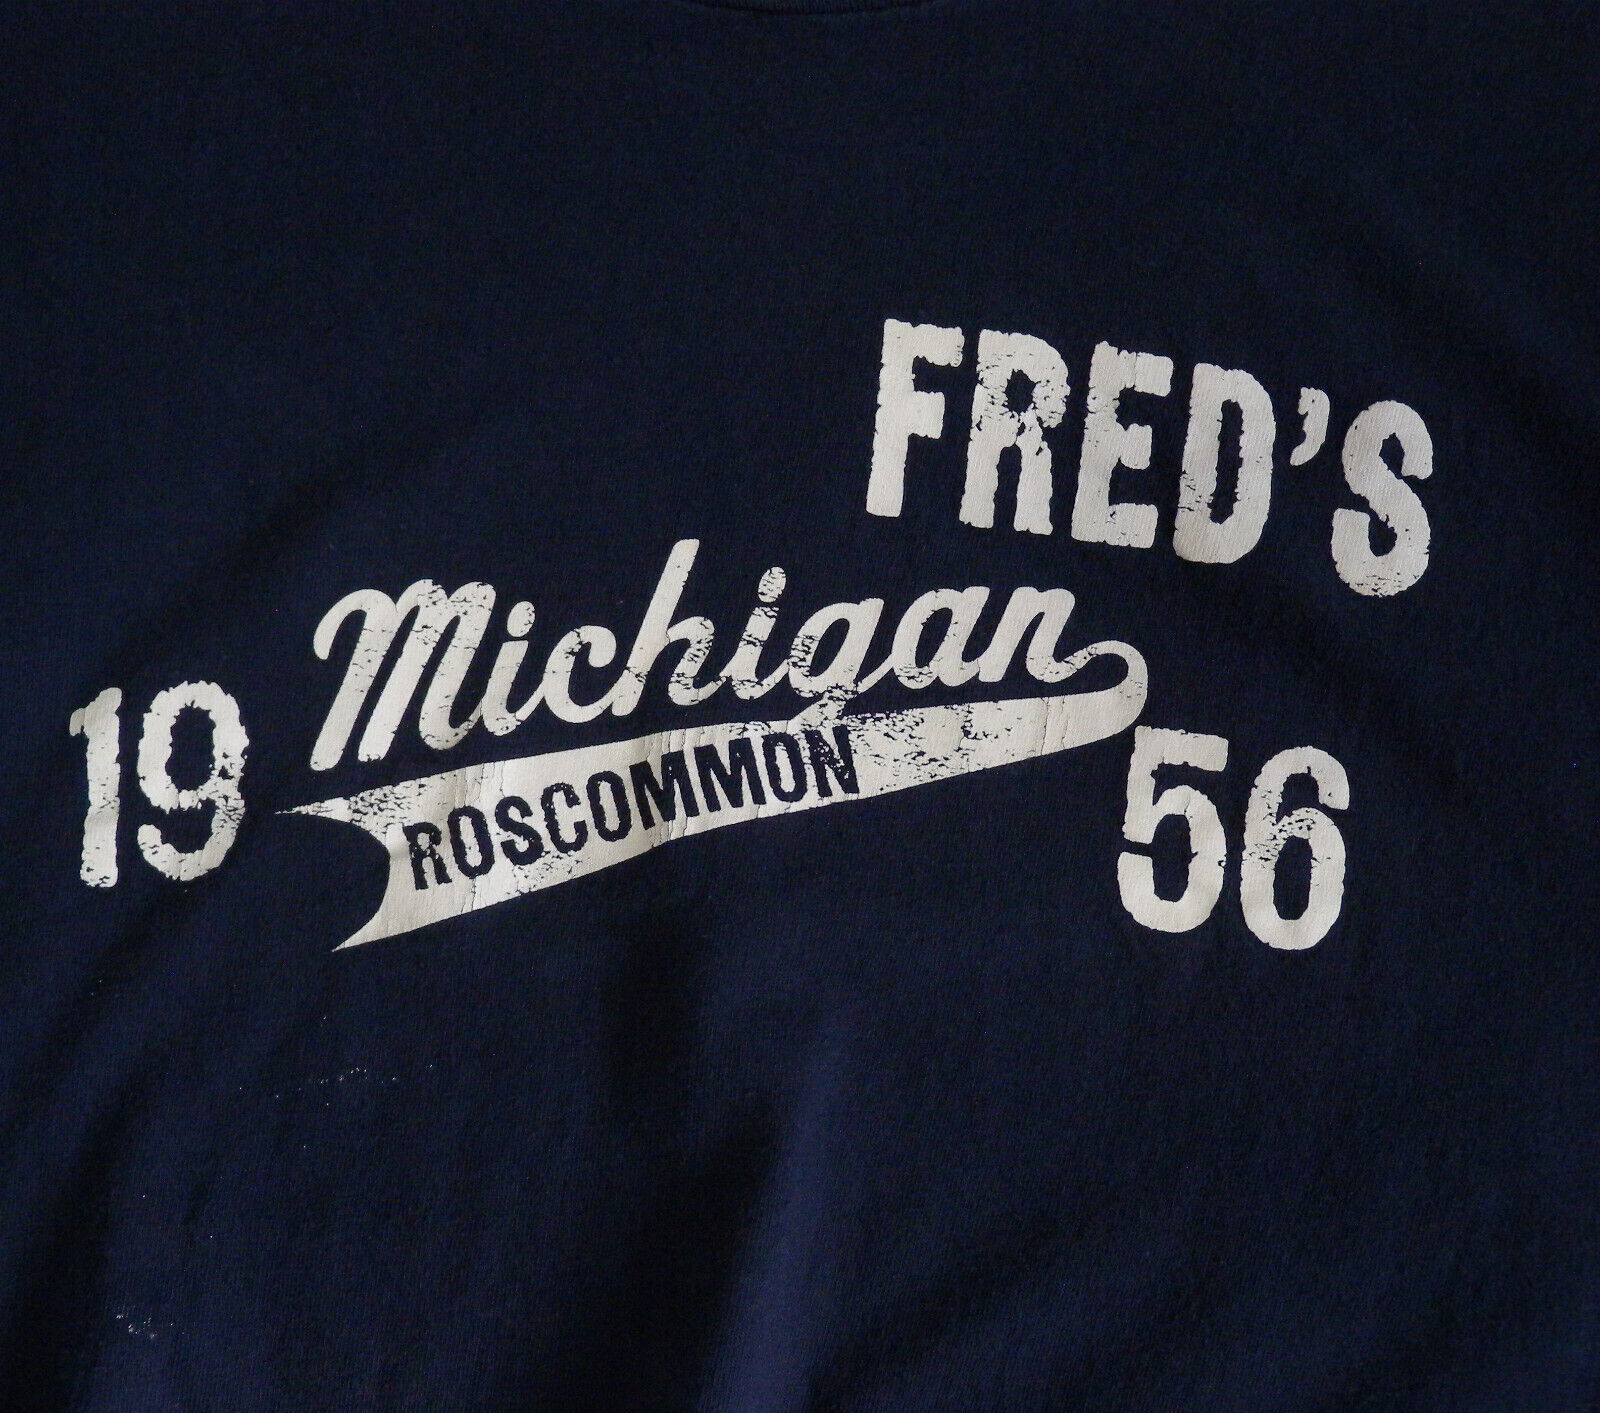 FRED'S
Michigan
19 ROSCOMMON 56